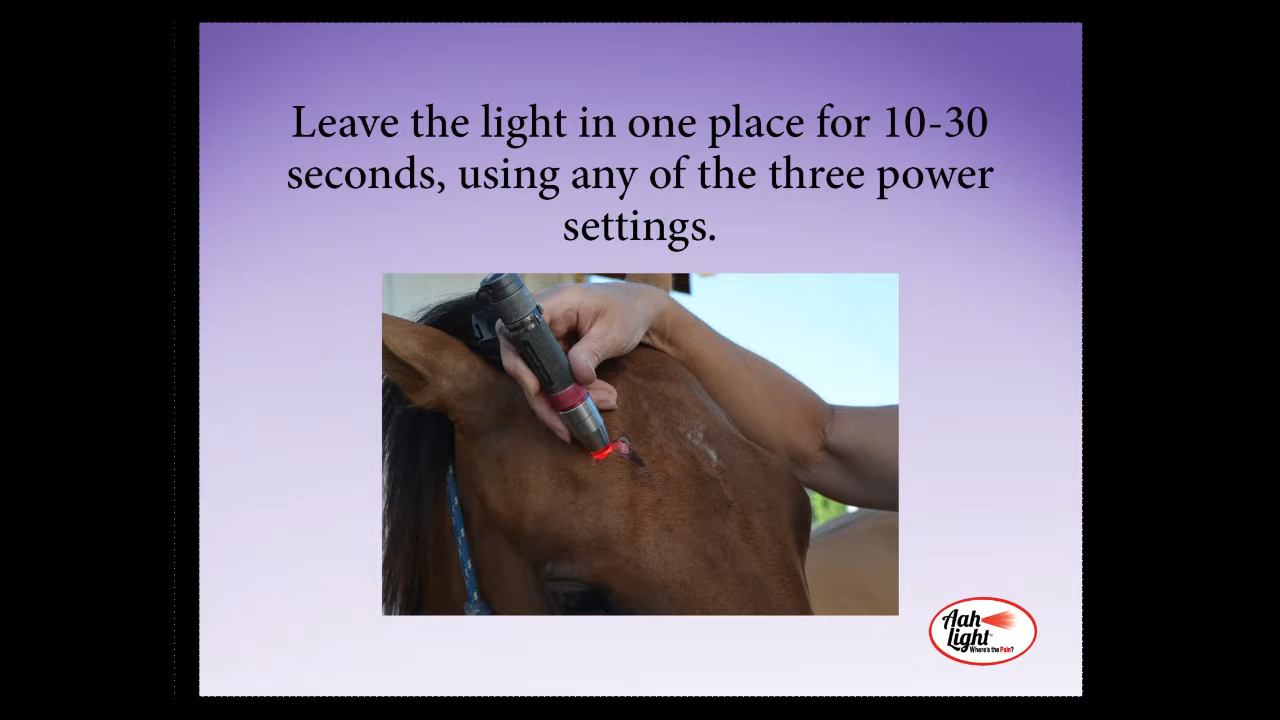 Leave the light in one place for 10-30
seconds, using any of the three power
settings.
Aah
Light
Where's the Pain?